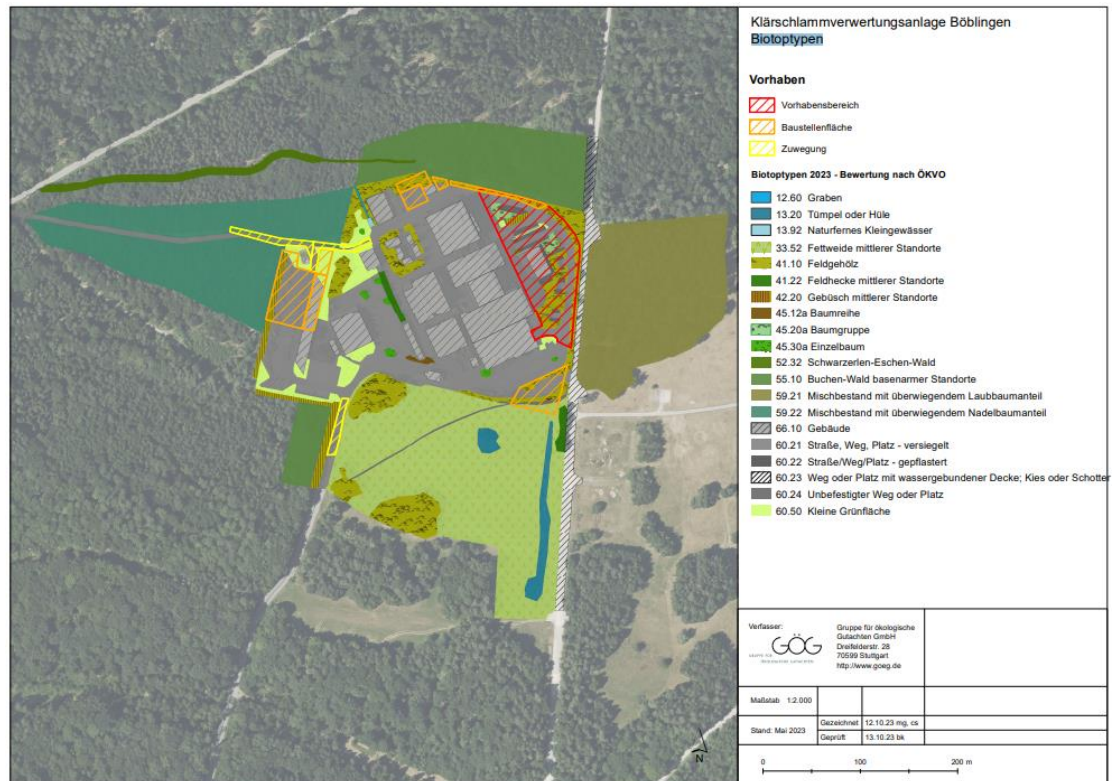 Klärschlammverwertungsanlage Böblingen
Biotoptypen
Vorhaben
Vorhabensbereich
Baustellenfläche
Zuwegung
Biotoptypen 2023 - Bewertung nach ÖKVO
12.60 Graben
13.20 Tümpel oder Hüle
13.92 Naturfernes Kleingewässer
33.52 Fettweide mittlerer Standorte
41.10 Feldgehölz
41.22 Feldhecke mittlerer Standorte
42.20 Gebüsch mittlerer Standorte
45.12a Baumreihe
45.20a Baumgruppe
45.30a Einzelbaum
52.32 Schwarzerlen-Eschen-Wald
55.10 Buchen-Wald basenarmer Standorte
59.21 Mischbestand mit überwiegendem Laubbaumanteil
59.22 Mischbestand mit überwiegendem Nadelbaumanteil
66.10 Gebäude
60.21 Straße, Weg, Platz - versiegelt
60.22 Straße/Weg/Platz - gepflastert
60.23 Weg oder Platz mit wassergebundener Decke; Kies oder Schotter
60.24 Unbefestigter Weg oder Platz
60.50 Kleine Grünfläche
Verfasser:
GÖG
GRUPPE FÜR
ÖKOLOGISCHE GUTACHTEN
Gruppe für ökologische
Gutachten GmbH
Dreifelderstr. 28
70599 Stuttgart
http://www.goeg.de
Maßstab 1:2.000
Stand: Mai 2023
Gezeichnet 12.10.23 mg, cs
Geprüft 13.10.23 bk
N
0 100 200 m